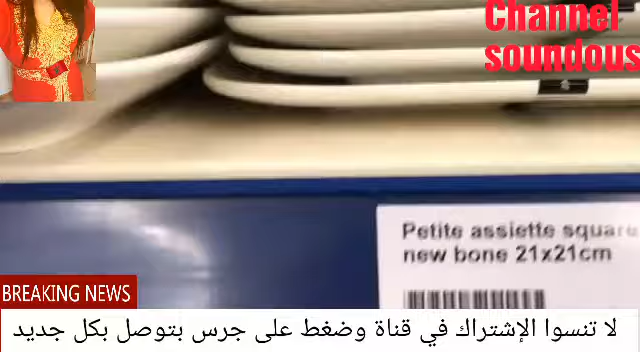 Channel
soundous
Petite assiette square
new bone 21x21cm
BREAKING NEWS
لا تنسوا الإشتراك في قناة وضغط على جرس بتوصل بكل جديد